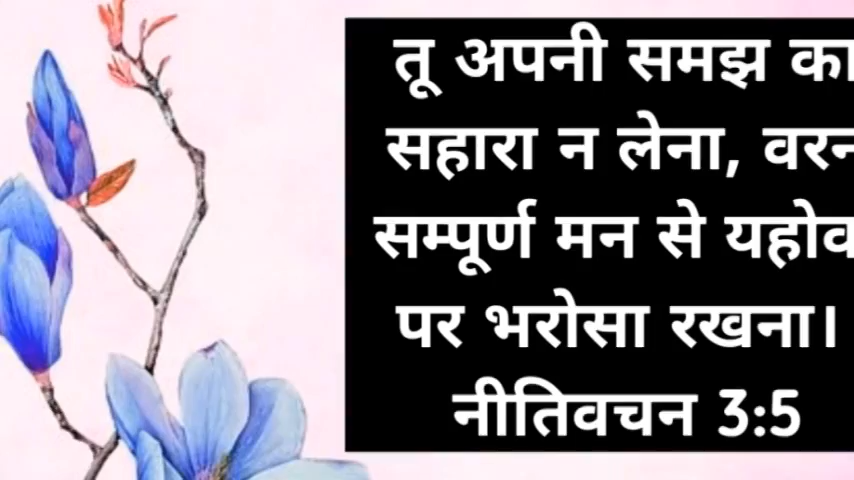 तू अपनी समझ का
सहारा न लेना, वरन
सम्पूर्ण मन से यहोव
पर भरोसा रखना।
नीतिवचन 3:5